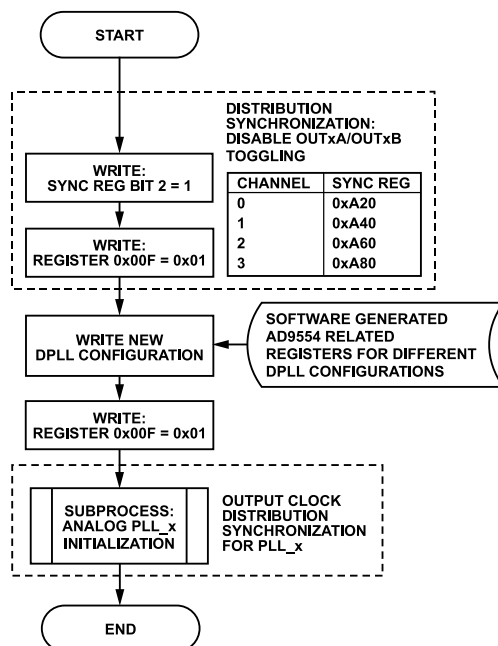 START
DISTRIBUTION
SYNCHRONIZATION:
DISABLE OUTxA/OUTxB
TOGGLING
WRITE:
SYNC REG BIT 2 = 1
CHANNEL SYNC REG
0 0xA20
1 0xA40
2 0xA60
3 0xA80
WRITE:
REGISTER 0x00F = 0x01
WRITE NEW
DPLL CONFIGURATION
SOFTWARE GENERATED
AD9554 RELATED
REGISTERS FOR DIFFERENT
DPLL CONFIGURATIONS
WRITE:
REGISTER 0x00F = 0x01
SUBPROCESS:
ANALOG PLL_x
INITIALIZATION
OUTPUT CLOCK
DISTRIBUTION
SYNCHRONIZATION
FOR PLL_x
END